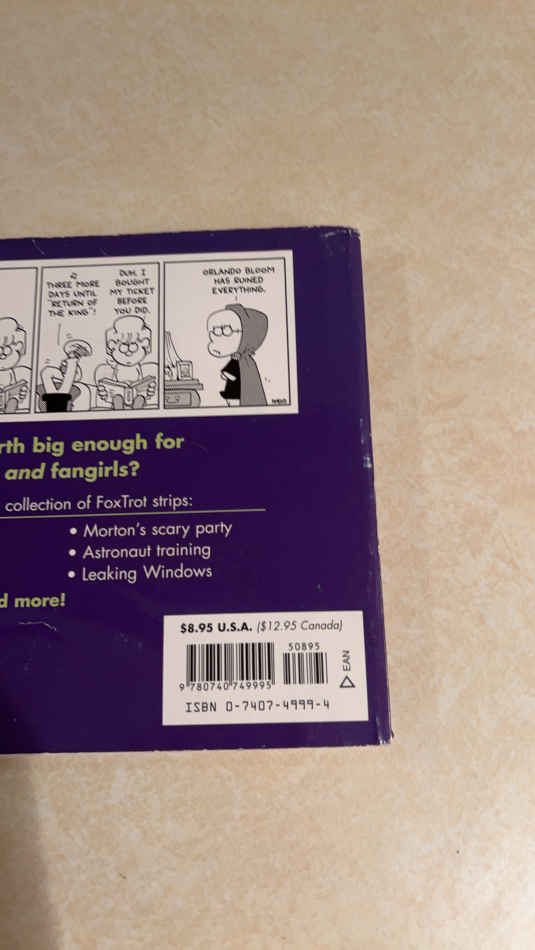 THREE MORE
DAYS UNTIL
"RETURN OF
THE KING"!
DUH. I
BOUGHT
MY TICKET
BEFORE
YOU DID.
ORLANDO BLOOM
HAS RUINED
EVERYTHING.
rth big enough for
and fangirls?
collection of FoxTrot strips:
• Morton's scary party
• Astronaut training
• Leaking Windows
d more!
$8.95 U.S.A. ($12.95 Canada)
50895
9 780740 749995
EAN
ISBN 0-7407-4999-4